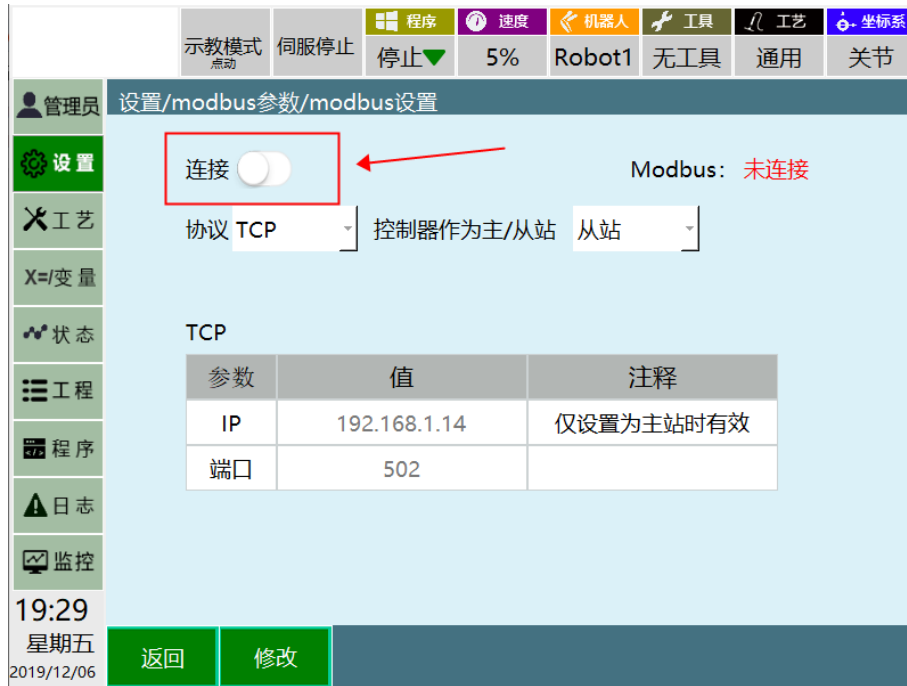 程序 速度 机器人 工具 工艺 坐标系
示教模式 伺服停止 停止 5% Robot1 无工具 通用 关节
点动
管理员
设置/modbus参数/modbus设置
设置
连接
Modbus: 未连接
工艺
协议 TCP 控制器作为主/从站 从站
X=/变量
状态
TCP
工程
参数 值 注释
IP 192.168.1.14 仅设置为主站时有效
程序
端口 502
日志
监控
19:29
星期五
2019/12/06
返回 修改